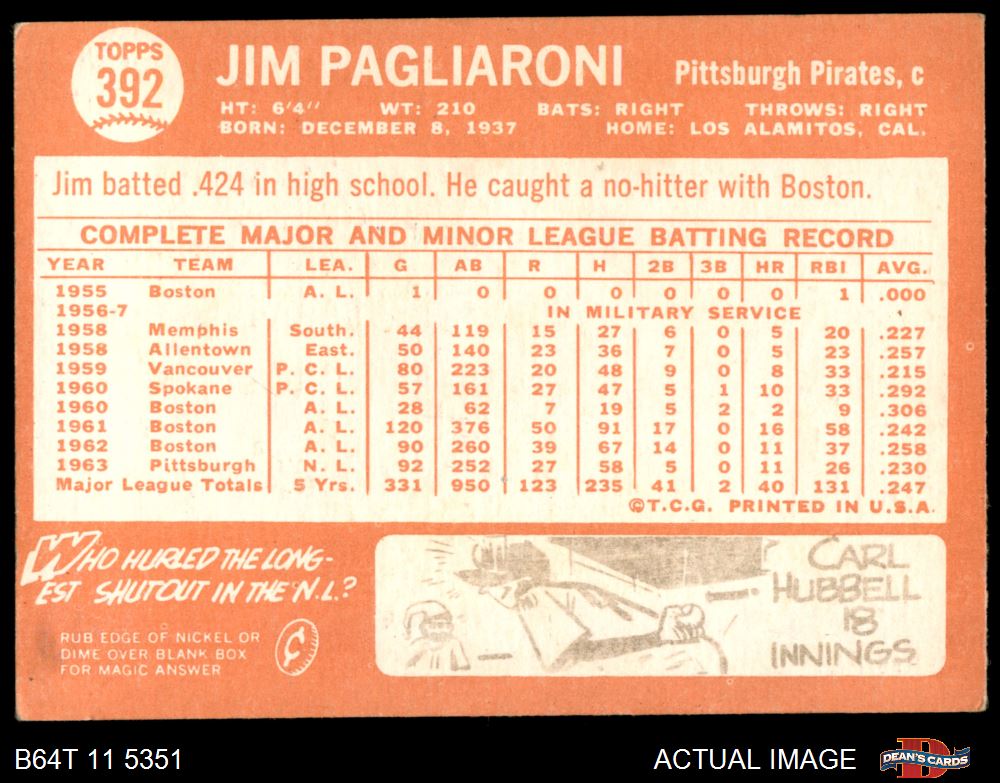 TOPPS
392
JIM PAGLIARONI
Pittsburgh Pirates, c
HT: 6'4" WT: 210 BATS: RIGHT THROWS: RIGHT
BORN: DECEMBER 8, 1937 HOME: LOS ALAMITOS, CAL.
Jim batted .424 in high school. He caught a no-hitter with Boston.
COMPLETE MAJOR AND MINOR LEAGUE BATTING RECORD
YEAR TEAM LEA. G AB R H 2B 3B HR RBI AVG.
1955 Boston A. L. 1 0 0 0 0 0 0 1 .000
1956-7 IN MILITARY SERVICE
1958 Memphis South. 44 119 15 27 6 0 5 20 .227
1958 Allentown East. 50 140 23 36 7 0 5 23 .257
1959 Vancouver P. C. L. 80 223 20 48 9 0 8 33 .215
1960 Spokane P. C. L. 57 161 27 47 5 1 10 33 .292
1960 Boston A. L. 28 62 7 19 5 2 2 9 .306
1961 Boston A. L. 120 376 50 91 17 0 16 58 .242
1962 Boston A. L. 90 260 39 67 14 0 11 37 .258
1963 Pittsburgh N. L. 92 252 27 58 5 0 11 26 .230
Major League Totals 5 Yrs. 331 950 123 235 41 2 40 131 .247
©T.C.G. PRINTED IN U.S.A.
WHO HURLED THE LONG-
EST SHUTOUT IN THE N.L.?
RUB EDGE OF NICKEL OR
DIME OVER BLANK BOX
FOR MAGIC ANSWER
CARL
HUBBELL
18
INNINGS
B64T 11 5351
ACTUAL IMAGE
DEAN'S CARDS